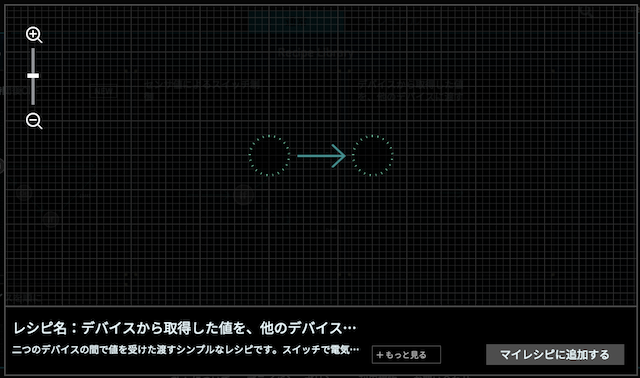 Recipe Library
レシピ名：デバイスから取得した値を、他のデバイス…
二つのデバイスの間で値を受けた渡すシンプルなレシピです。スイッチで電気…
＋もっと見る
マイレシピに追加する